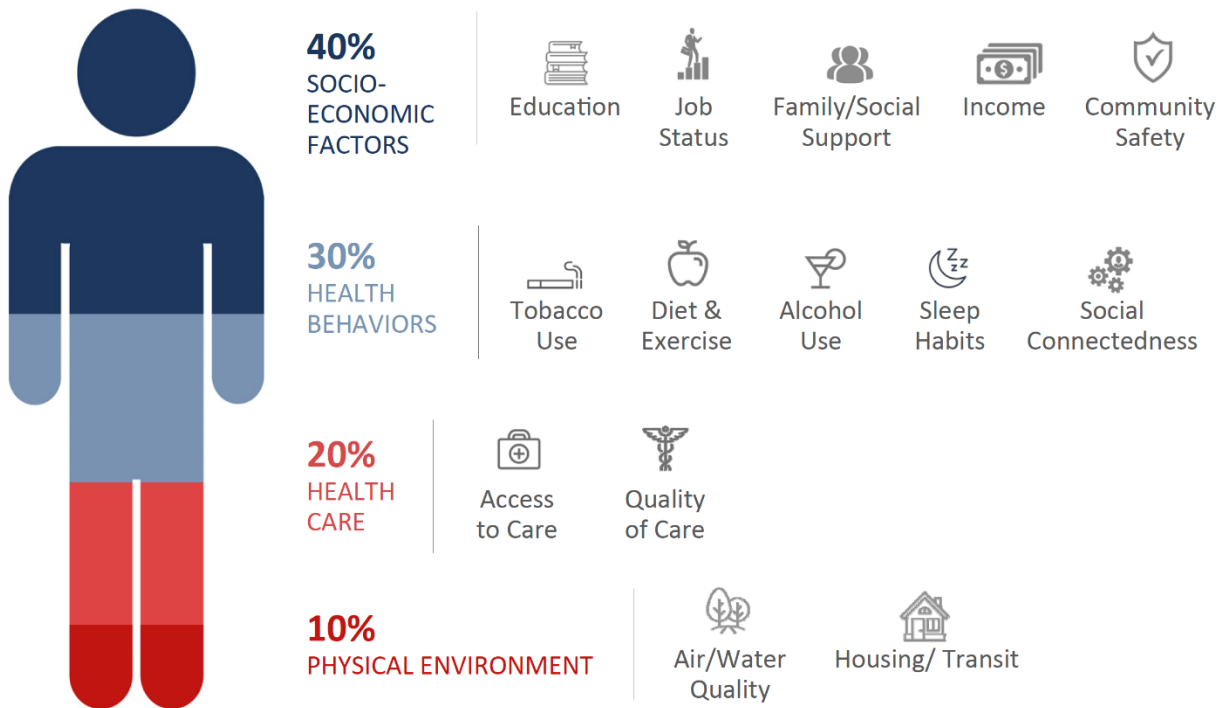 40%
SOCIO-
ECONOMIC
FACTORS
Education
Job
Status
Family/Social
Support
Income
Community
Safety
30%
HEALTH
BEHAVIORS
Tobacco
Use
Diet &
Exercise
Alcohol
Use
Sleep
Habits
Social
Connectedness
20%
HEALTH
CARE
Access
to Care
Quality
of Care
10%
PHYSICAL ENVIRONMENT
Air/Water
Quality
Housing/ Transit